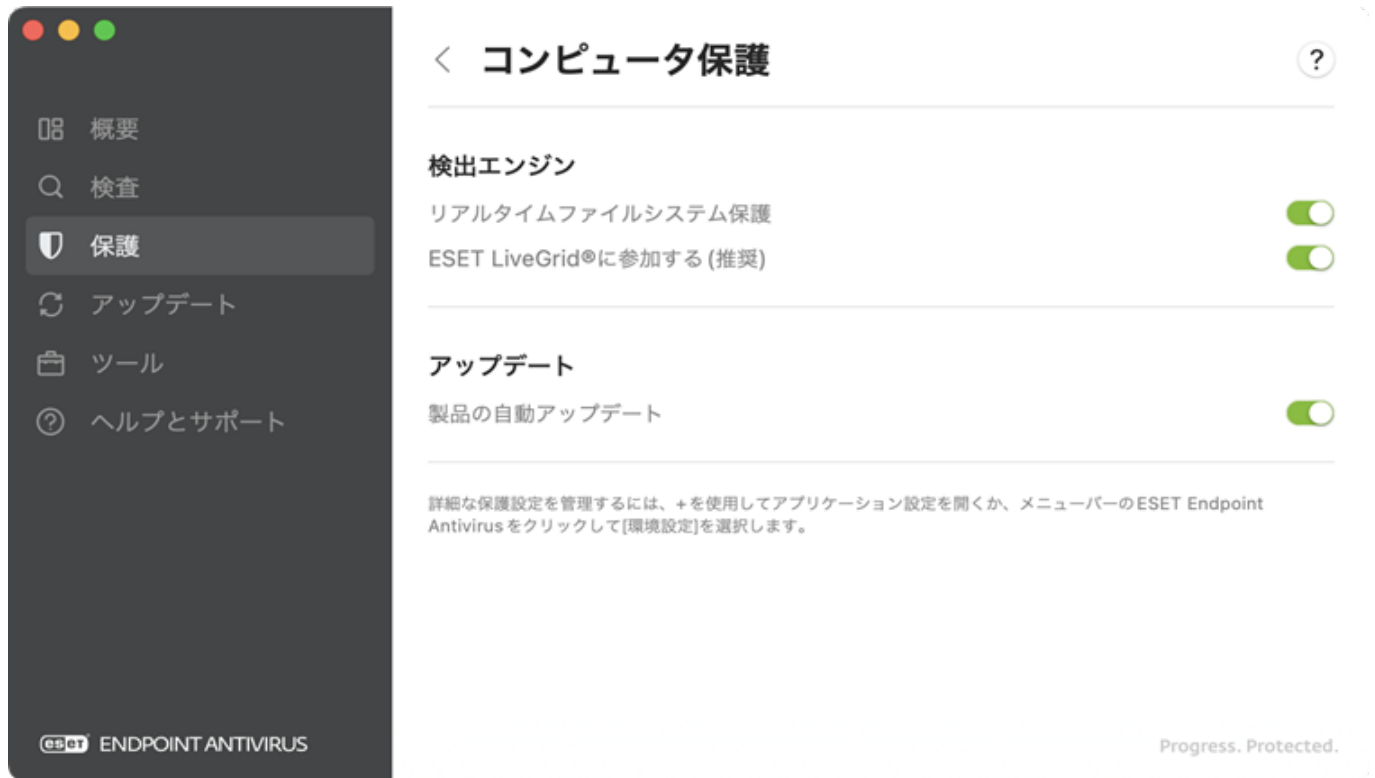 コンピュータ保護
?
概要
検査
保護
アップデート
ツール
ヘルプとサポート
検出エンジン
リアルタイムファイルシステム保護
ESET LiveGrid®に参加する (推奨)
アップデート
製品の自動アップデート
詳細な保護設定を管理するには、+を使用してアプリケーション設定を開くか、メニューバーのESET Endpoint
Antivirusをクリックして[環境設定]を選択します。
eset ENDPOINT ANTIVIRUS
Progress. Protected.